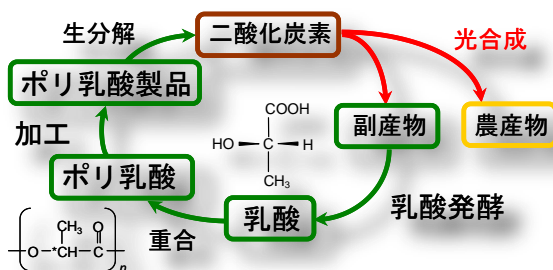 生分解
二酸化炭素
光合成
ポリ乳酸製品
副産物
農産物
加工
COOH
HO
C
H
CH3
ポリ乳酸
乳酸
乳酸発酵
重合
CH3
O
O
*CH
C
n